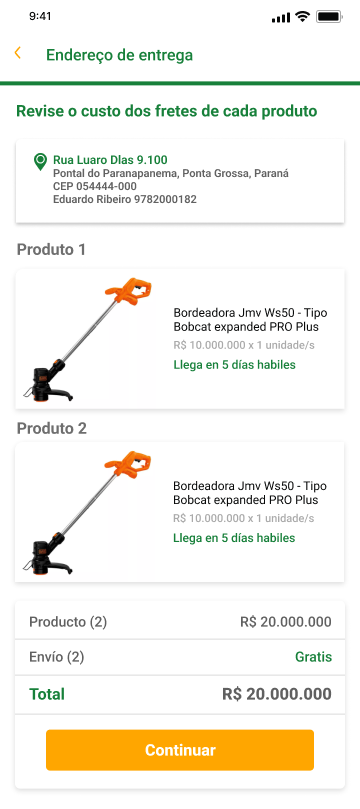 9:41
Endereço de entrega
Revise o custo dos fretes de cada produto
Rua Luaro Dlas 9.100
Pontal do Paranapanema, Ponta Grossa, Paraná
CEP 054444-000
Eduardo Ribeiro 9782000182
Produto 1
Bordeadora Jmv Ws50 - Tipo
Bobcat expanded PRO Plus
R$ 10.000.000 x 1 unidade/s
Llega en 5 días habiles
Produto 2
Bordeadora Jmv Ws50 - Tipo
Bobcat expanded PRO Plus
R$ 10.000.000 x 1 unidade/s
Llega en 5 días habiles
Producto (2) R$ 20.000.000
Envío (2) Gratis
Total R$ 20.000.000
Continuar